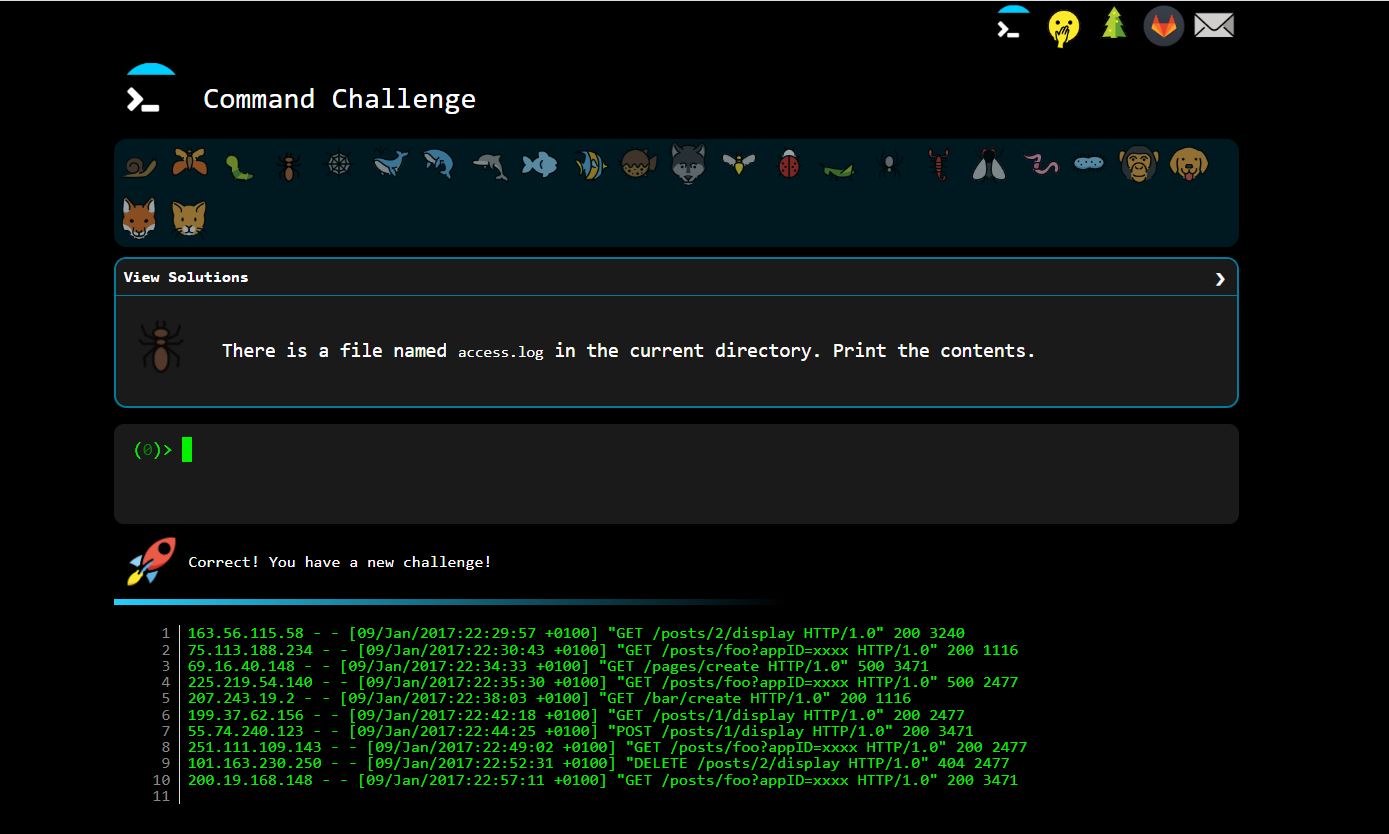 Command Challenge
View Solutions
There is a file named access.log in the current directory. Print the contents.
(0)>
Correct! You have a new challenge!
1 163.56.115.58 - - [09/Jan/2017:22:29:57 +0100] "GET /posts/2/display HTTP/1.0" 200 3240
2 75.113.188.234 - - [09/Jan/2017:22:30:43 +0100] "GET /posts/foo?appID=xxxx HTTP/1.0" 200 1116
3 69.16.40.148 - - [09/Jan/2017:22:34:33 +0100] "GET /pages/create HTTP/1.0" 500 3471
4 225.219.54.140 - - [09/Jan/2017:22:35:30 +0100] "GET /posts/foo?appID=xxxx HTTP/1.0" 500 2477
5 207.243.19.2 - - [09/Jan/2017:22:38:03 +0100] "GET /bar/create HTTP/1.0" 200 1116
6 199.37.62.156 - - [09/Jan/2017:22:42:18 +0100] "GET /posts/1/display HTTP/1.0" 200 2477
7 55.74.240.123 - - [09/Jan/2017:22:44:25 +0100] "POST /posts/1/display HTTP/1.0" 200 3471
8 251.111.109.143 - - [09/Jan/2017:22:49:02 +0100] "GET /posts/foo?appID=xxxx HTTP/1.0" 200 2477
9 101.163.230.250 - - [09/Jan/2017:22:52:31 +0100] "DELETE /posts/2/display HTTP/1.0" 404 2477
10 200.19.168.148 - - [09/Jan/2017:22:57:11 +0100] "GET /posts/foo?appID=xxxx HTTP/1.0" 200 3471
11